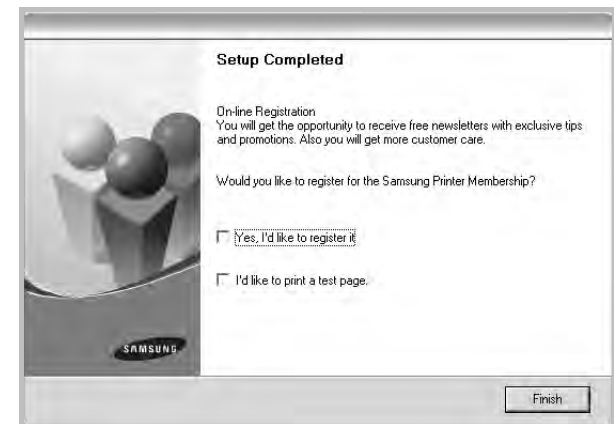 Setup Completed
On-line Registration
You will get the opportunity to receive free newsletters with exclusive tips
and promotions. Also you will get more customer care.
Would you like to register for the Samsung Printer Membership?
Yes, I'd like to register it
I'd like to print a test page.
SAMSUNG
Finish